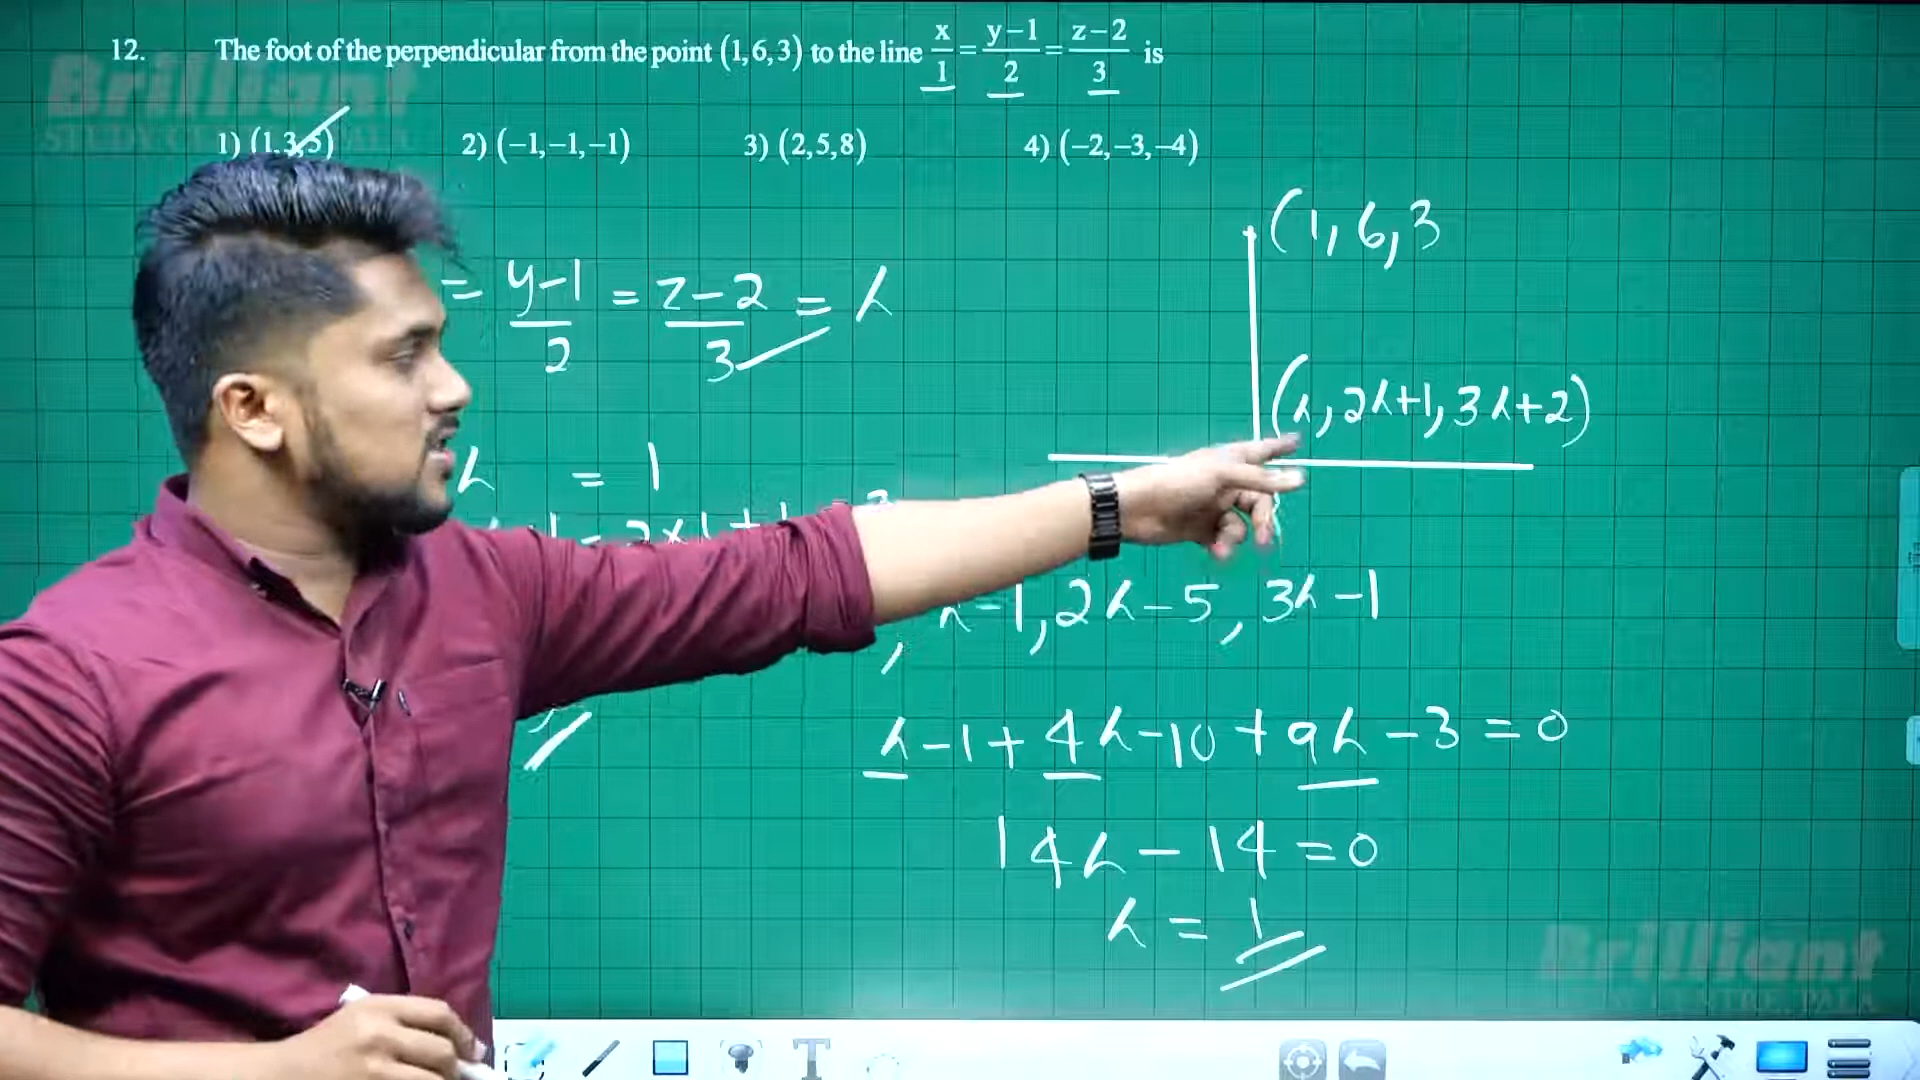 12. The foot of the perpendicular from the point (1,6,3) to the line x/1 = y−1/2 = z−2/3 is
1) (1,3,5) 2) (−1,−1,−1) 3) (2,5,8) 4) (−2,−3,−4)
Brilliant
(1, 6, 3
= y-1/2 = z-2/3 = λ
(λ, 2λ+1, 3λ+2)
λ = 1
λ-1, 2λ-5, 3λ-1
λ-1+4λ-10+9λ-3=0
14λ-14=0
λ = 1
Brilliant